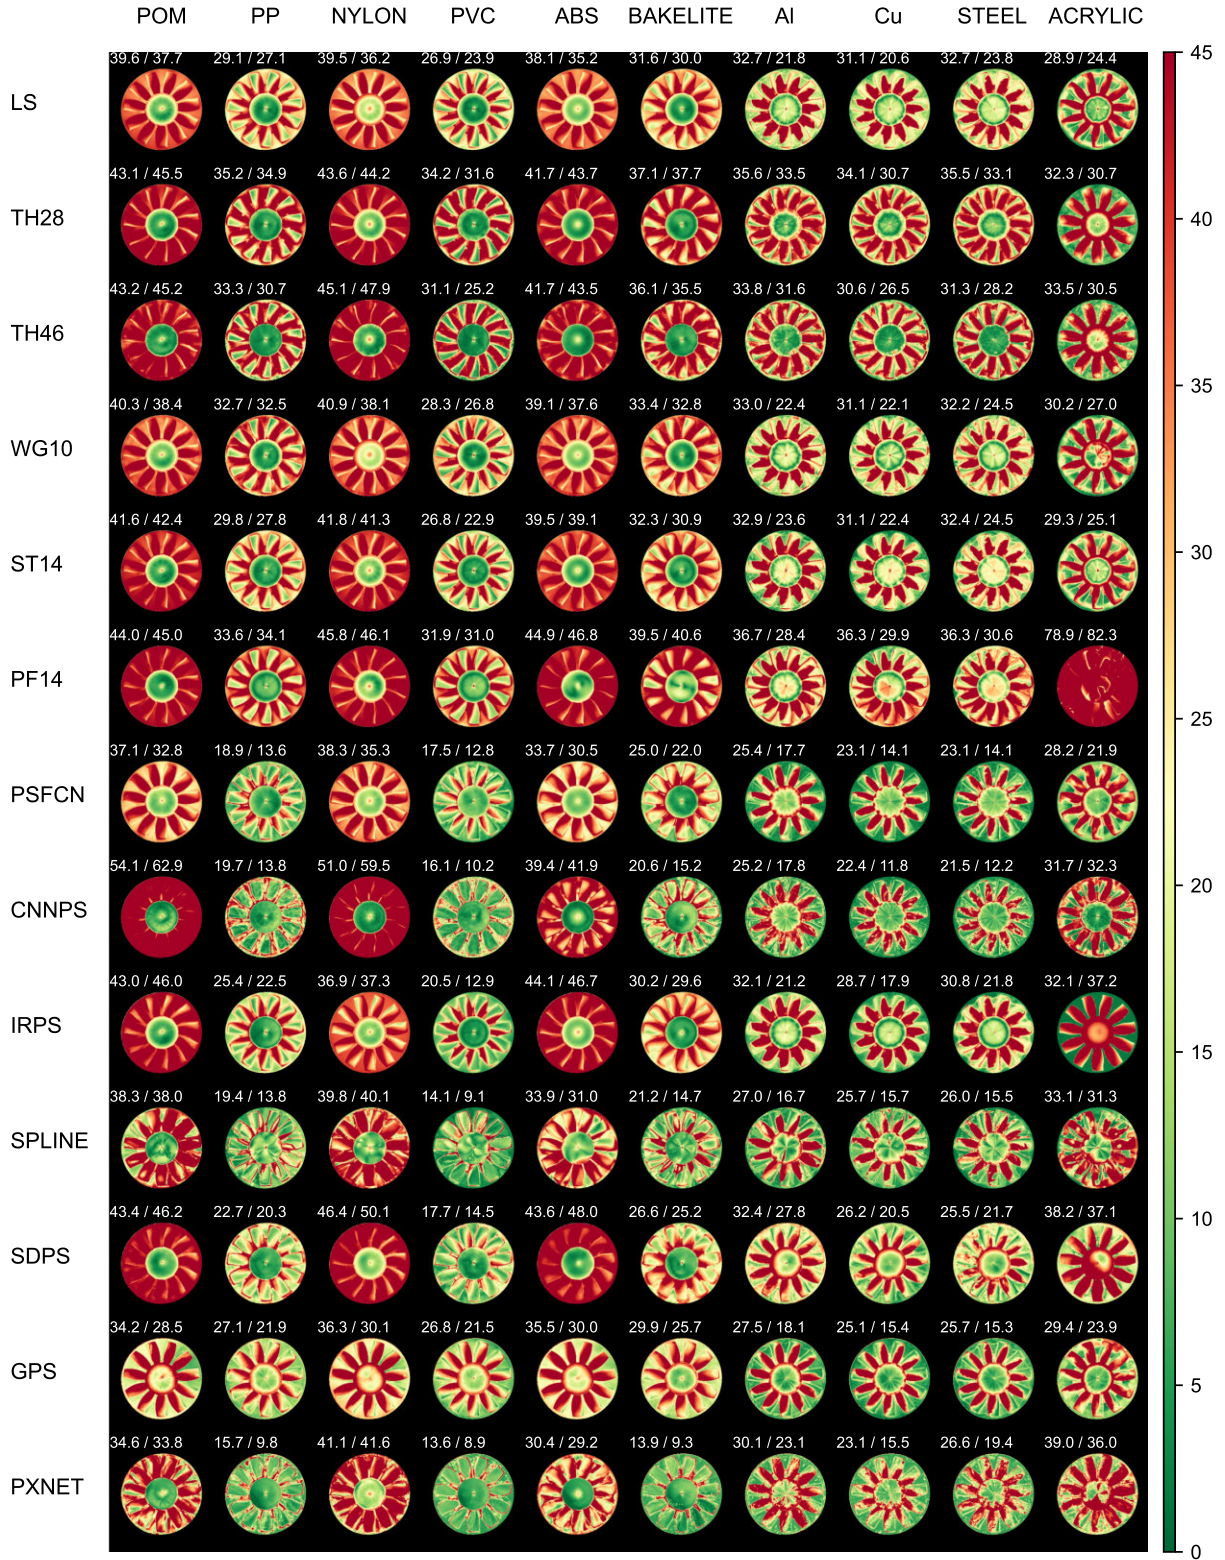 POM PP NYLON PVC ABS BAKELITE Al Cu STEEL ACRYLIC
39.6 / 37.7 29.1 / 27.1 39.5 / 36.2 26.9 / 23.9 38.1 / 35.2 31.6 / 30.0 32.7 / 21.8 31.1 / 20.6 32.7 / 23.8 28.9 / 24.4 45
LS
43.1 / 45.5 35.2 / 34.9 43.6 / 44.2 34.2 / 31.6 41.7 / 43.7 37.1 / 37.7 35.6 / 33.5 34.1 / 30.7 35.5 / 33.1 32.3 / 30.7
TH28 40
43.2 / 45.2 33.3 / 30.7 45.1 / 47.9 31.1 / 25.2 41.7 / 43.5 36.1 / 35.5 33.8 / 31.6 30.6 / 26.5 31.3 / 28.2 33.5 / 30.5
TH46
35
40.3 / 38.4 32.7 / 32.5 40.9 / 38.1 28.3 / 26.8 39.1 / 37.6 33.4 / 32.8 33.0 / 22.4 31.1 / 22.1 32.2 / 24.5 30.2 / 27.0
WG10
41.6 / 42.4 29.8 / 27.8 41.8 / 41.3 26.8 / 22.9 39.5 / 39.1 32.3 / 30.9 32.9 / 23.6 31.1 / 22.4 32.4 / 24.5 29.3 / 25.1
30
ST14
44.0 / 45.0 33.6 / 34.1 45.8 / 46.1 31.9 / 31.0 44.9 / 46.8 39.5 / 40.6 36.7 / 28.4 36.3 / 29.9 36.3 / 30.6 78.9 / 82.3
PF14
25
37.1 / 32.8 18.9 / 13.6 38.3 / 35.3 17.5 / 12.8 33.7 / 30.5 25.0 / 22.0 25.4 / 17.7 23.1 / 14.1 23.1 / 14.1 28.2 / 21.9
PSFCN
54.1 / 62.9 19.7 / 13.8 51.0 / 59.5 16.1 / 10.2 39.4 / 41.9 20.6 / 15.2 25.2 / 17.8 22.4 / 11.8 21.5 / 12.2 31.7 / 32.3
20
CNNPS
43.0 / 46.0 25.4 / 22.5 36.9 / 37.3 20.5 / 12.9 44.1 / 46.7 30.2 / 29.6 32.1 / 21.2 28.7 / 17.9 30.8 / 21.8 32.1 / 37.2
IRPS
15
38.3 / 38.0 19.4 / 13.8 39.8 / 40.1 14.1 / 9.1 33.9 / 31.0 21.2 / 14.7 27.0 / 16.7 25.7 / 15.7 26.0 / 15.5 33.1 / 31.3
SPLINE
43.4 / 46.2 22.7 / 20.3 46.4 / 50.1 17.7 / 14.5 43.6 / 48.0 26.6 / 25.2 32.4 / 27.8 26.2 / 20.5 25.5 / 21.7 38.2 / 37.1
10
SDPS
34.2 / 28.5 27.1 / 21.9 36.3 / 30.1 26.8 / 21.5 35.5 / 30.0 29.9 / 25.7 27.5 / 18.1 25.1 / 15.4 25.7 / 15.3 29.4 / 23.9
GPS
5
34.6 / 33.8 15.7 / 9.8 41.1 / 41.6 13.6 / 8.9 30.4 / 29.2 13.9 / 9.3 30.1 / 23.1 23.1 / 15.5 26.6 / 19.4 39.0 / 36.0
PXNET
0